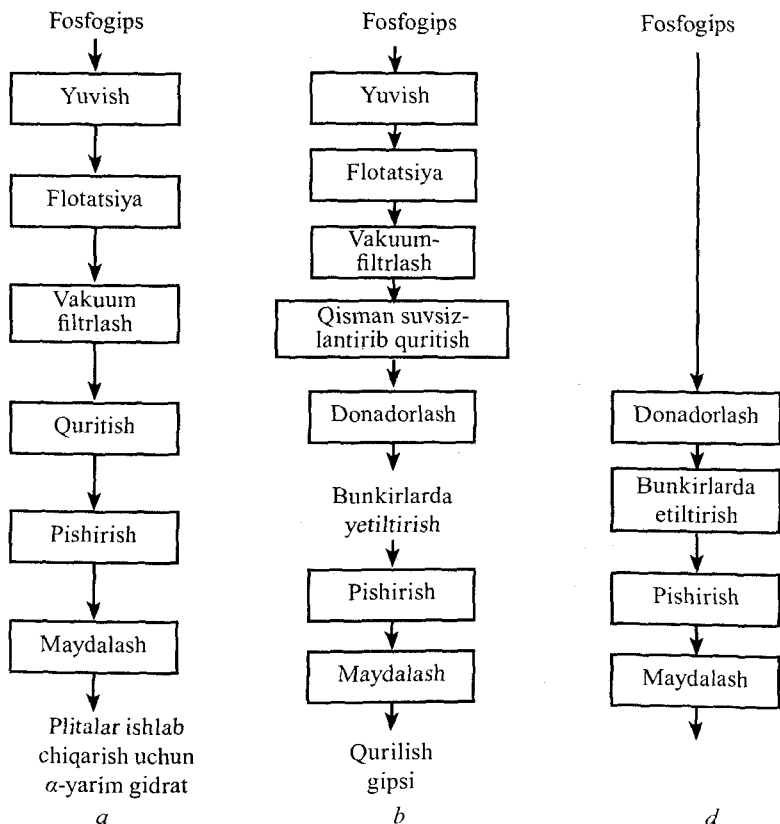 Fosfogips
Yuvish
Flotatsiya
Vakuum
filtrlash
Quritish
Pishirish
Maydalash
Plitalar ishlab
chiqarish uchun
α-yarim gidrat
a
Fosfogips
Yuvish
Flotatsiya
Vakuum-
filtrlash
Qisman suvsiz-
lantirib quritish
Donadorlash
Bunkirlarda
yetiltirish
Pishirish
Maydalash
Qurilish
gipsi
b
Fosfogips
Donadorlash
Bunkirlarda
etiltirish
Pishirish
Maydalash
d